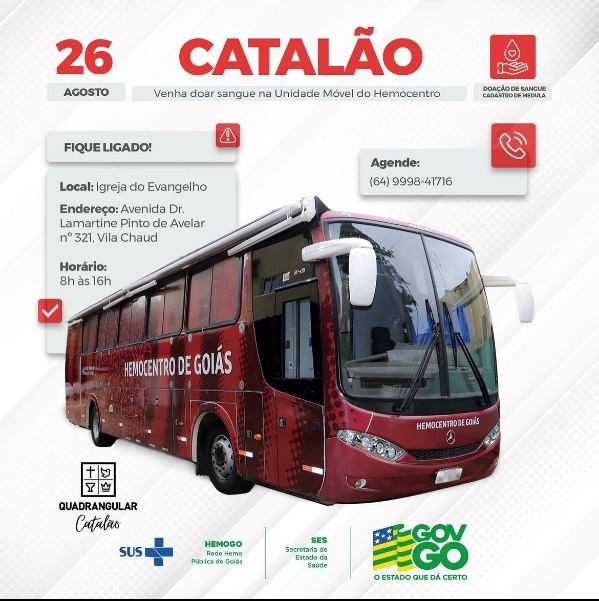 26
AGOSTO
CATALÃO
Venha doar sangue na Unidade Móvel do Hemocentro
DOAÇÃO DE SANGUE
CADASTRO DE MEDULA
FIQUE LIGADO!
Local: Igreja do Evangelho
Endereço: Avenida Dr.
Lamartine Pinto de Avelar
nº 321, Vila Chaud
Horário:
8h às 16h
Agende:
(64) 9998-41716
HEMOCENTRO DE GOIÁS
HEMOCENTRO DE GOIÁS
QUADRANGULAR
Catalão
SUS
HEMOGO
Rede Hemo
Pública de Goiás
SES
Secretaria de
Estado da
Saúde
GOV
GO
O ESTADO QUE DÁ CERTO